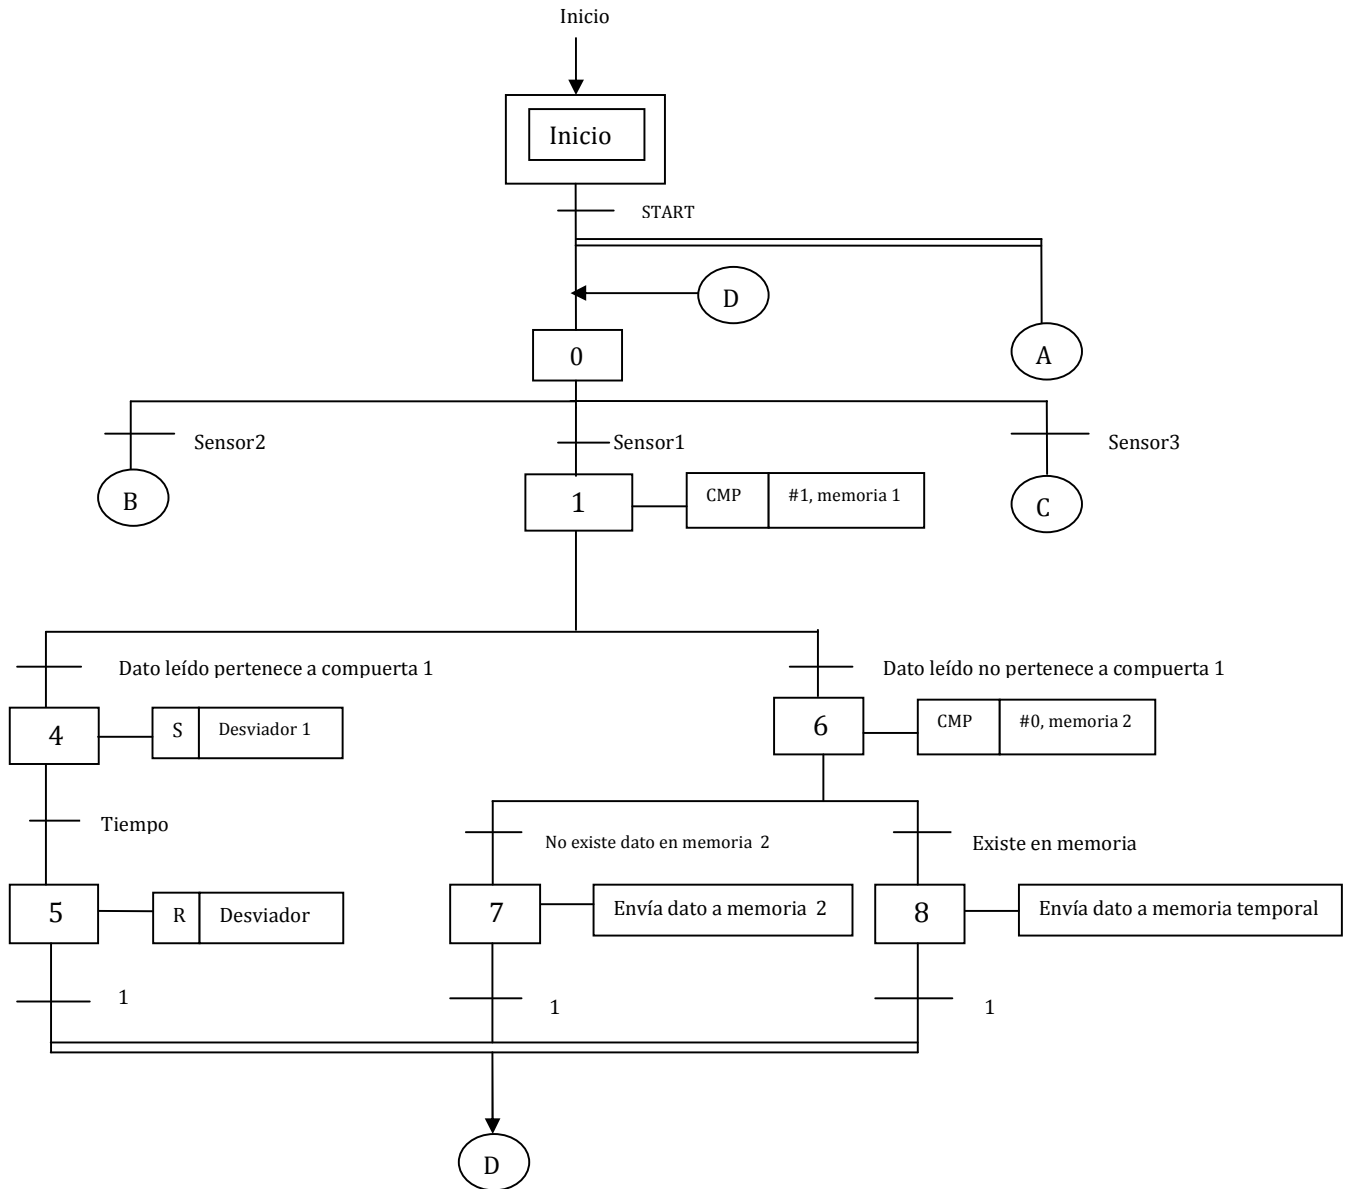 Inicio
Inicio
START
D
0
A
Sensor2
Sensor1
Sensor3
B
1
CMP
#1, memoria 1
C
Dato leído pertenece a compuerta 1
Dato leído no pertenece a compuerta 1
4
S
Desviador 1
6
CMP
#0, memoria 2
Tiempo
No existe dato en memoria 2
Existe en memoria
5
R
Desviador
7
Envía dato a memoria 2
8
Envía dato a memoria temporal
1
1
1
D